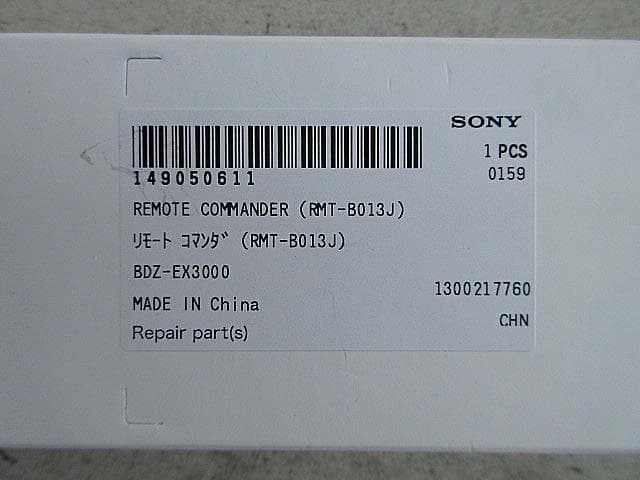 SONY
1 PCS
149050611
0159
REMOTE COMMANDER (RMT-B013J)
ﾘﾓｰﾄ ｺﾏﾝﾀﾞ (RMT-B013J)
BDZ-EX3000
1300217760
MADE IN China
CHN
Repair part(s)